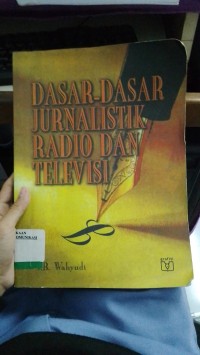 DASAR-DASAR
JURNALISTIK
RADIO DAN
TELEVISI
R. Wahyudi